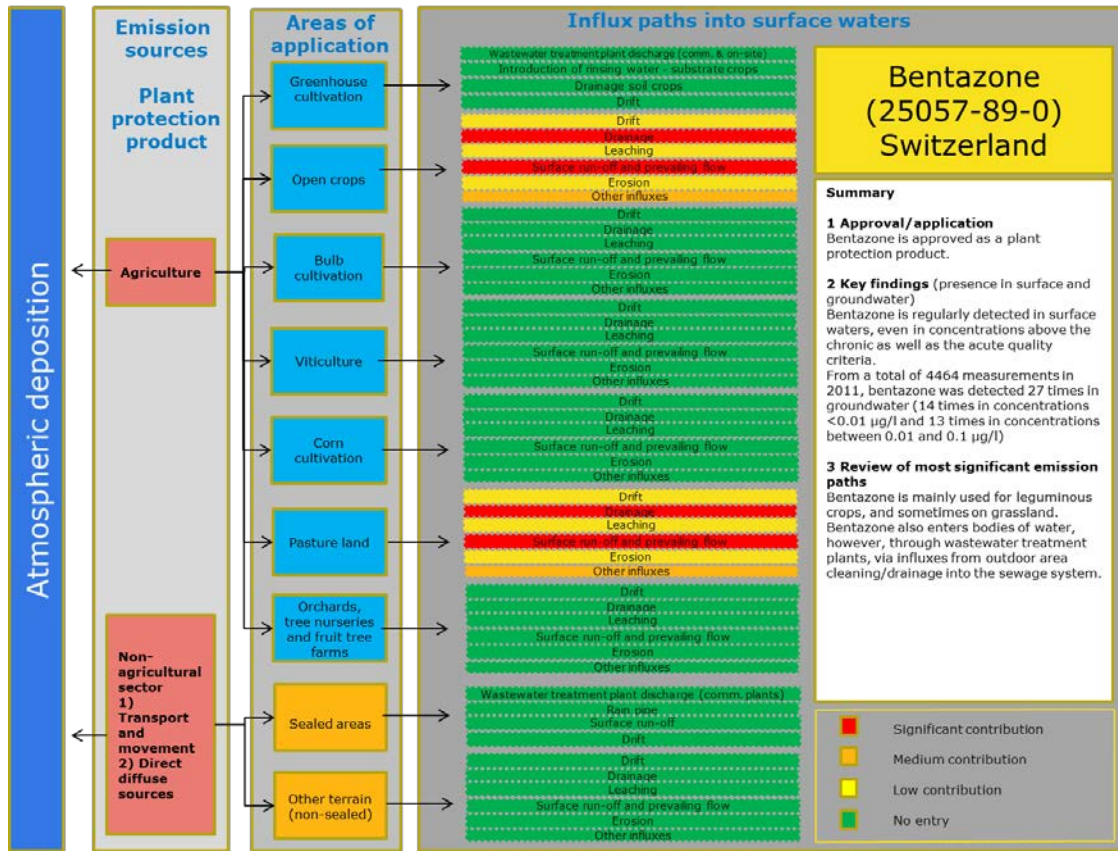 Atmospheric deposition
Emission
sources
Plant
protection
product
Agriculture
Non-
agricultural
sector
1)
Transport
and
movement
2) Direct
diffuse
sources
Areas of
application
Greenhouse
cultivation
Open crops
Bulb
cultivation
Viticulture
Corn
cultivation
Pasture land
Orchards,
tree nurseries
and fruit tree
farms
Sealed areas
Other terrain
(non-sealed)
Influx paths into surface waters
Wastewater treatment plant discharge (comm. & on-site)
Introduction of rinsing water - substrate crops
Drainage soil crops
Drift
Drift
Drainage
Leaching
Surface run-off and prevailing flow
Erosion
Other influxes
Drift
Drainage
Leaching
Surface run-off and prevailing flow
Erosion
Other influxes
Drift
Drainage
Leaching
Surface run-off and prevailing flow
Erosion
Other influxes
Drift
Drainage
Leaching
Surface run-off and prevailing flow
Erosion
Other influxes
Drift
Drainage
Leaching
Surface run-off and prevailing flow
Erosion
Other influxes
Drift
Drainage
Leaching
Surface run-off and prevailing flow
Erosion
Other influxes
Wastewater treatment plant discharge (comm. plants)
Rain pipe
Surface run-off
Drift
Drift
Drainage
Leaching
Surface run-off and prevailing flow
Erosion
Other influxes
Bentazone
(25057-89-0)
Switzerland
Summary
1 Approval/application
Bentazone is approved as a plant
protection product.
2 Key findings (presence in surface and
groundwater)
Bentazone is regularly detected in surface
waters, even in concentrations above the
chronic as well as the acute quality
criteria.
From a total of 4464 measurements in
2011, bentazone was detected 27 times in
groundwater (14 times in concentrations
<0.01 µg/l and 13 times in concentrations
between 0.01 and 0.1 µg/l)
3 Review of most significant emission
paths
Bentazone is mainly used for leguminous
crops, and sometimes on grassland.
Bentazone also enters bodies of water,
however, through wastewater treatment
plants, via influxes from outdoor area
cleaning/drainage into the sewage system.
Significant contribution
Medium contribution
Low contribution
No entry